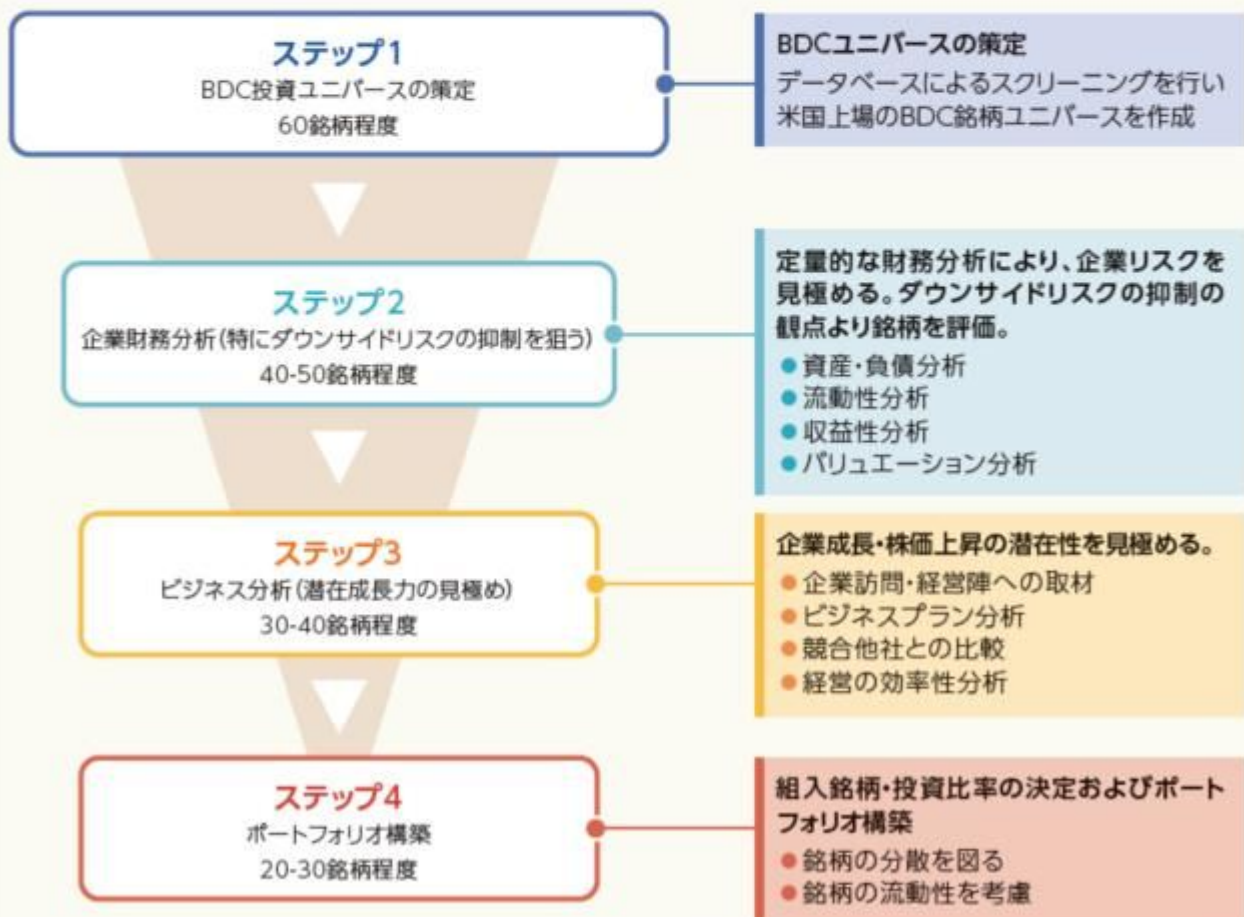 ステップ1
BDC投資ユニバースの策定
60銘柄程度
BDCユニバースの策定
データベースによるスクリーニングを行い
米国上場のBDC銘柄ユニバースを作成
ステップ2
企業財務分析(特にダウンサイドリスクの抑制を狙う)
40-50銘柄程度
定量的な財務分析により、企業リスクを
見極める。ダウンサイドリスクの抑制の
観点より銘柄を評価。
●資産・負債分析
●流動性分析
●収益性分析
●バリュエーション分析
ステップ3
ビジネス分析(潜在成長力の見極め)
30-40銘柄程度
企業成長・株価上昇の潜在性を見極める。
●企業訪問・経営陣への取材
●ビジネスプラン分析
●競合他社との比較
●経営の効率性分析
ステップ4
ポートフォリオ構築
20-30銘柄程度
組入銘柄・投資比率の決定およびポート
フォリオ構築
●銘柄の分散を図る
●銘柄の流動性を考慮